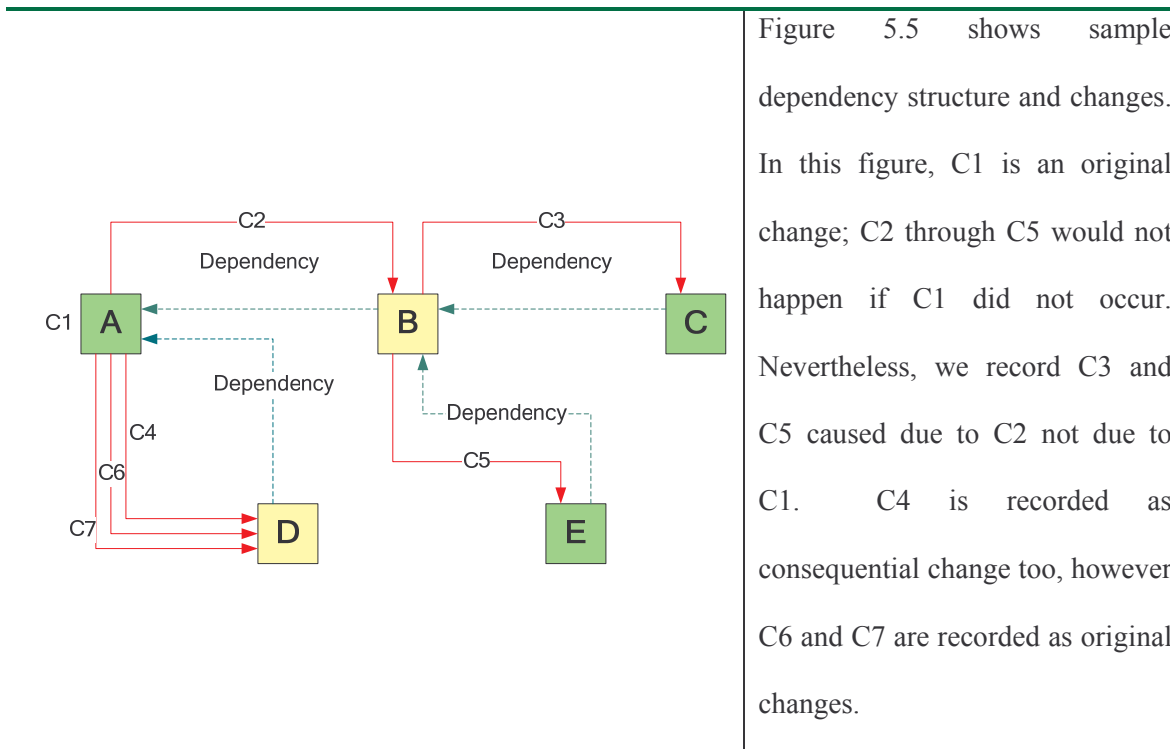 C2
C3
Dependency
Dependency
C1
A
B
C
Dependency
Dependency
C4
C5
C6
C7
D
E
Figure 5.5 shows sample
dependency structure and changes.
In this figure, C1 is an original
change; C2 through C5 would not
happen if C1 did not occur.
Nevertheless, we record C3 and
C5 caused due to C2 not due to
C1. C4 is recorded as
consequential change too, however
C6 and C7 are recorded as original
changes.